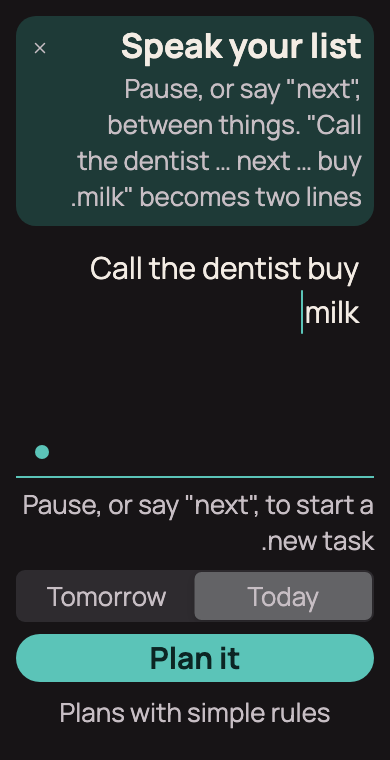 Speak your list
Pause, or say "next",
between things. "Call
the dentist ... next ... buy
.milk" becomes two lines
Call the dentist buy
milk
Pause, or say "next", to start a
.new task
Tomorrow
Today
Plan it
Plans with simple rules